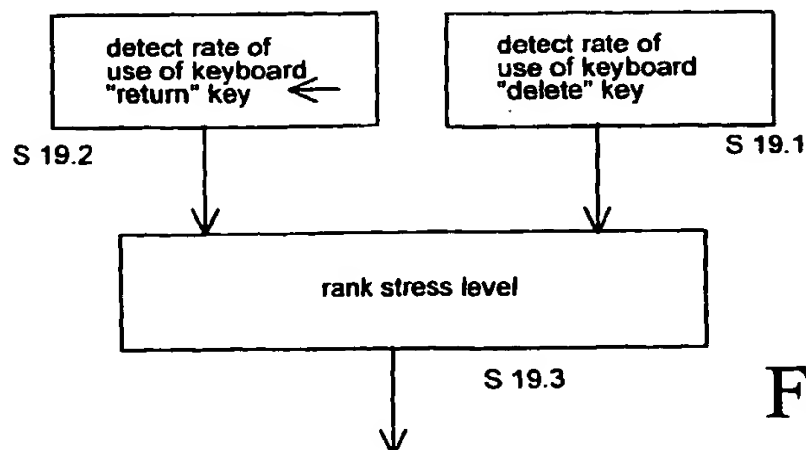 detect rate of
use of keyboard
"return" key
detect rate of
use of keyboard
"delete" key
S 19.2
S 19.1
rank stress level
S 19.3
F